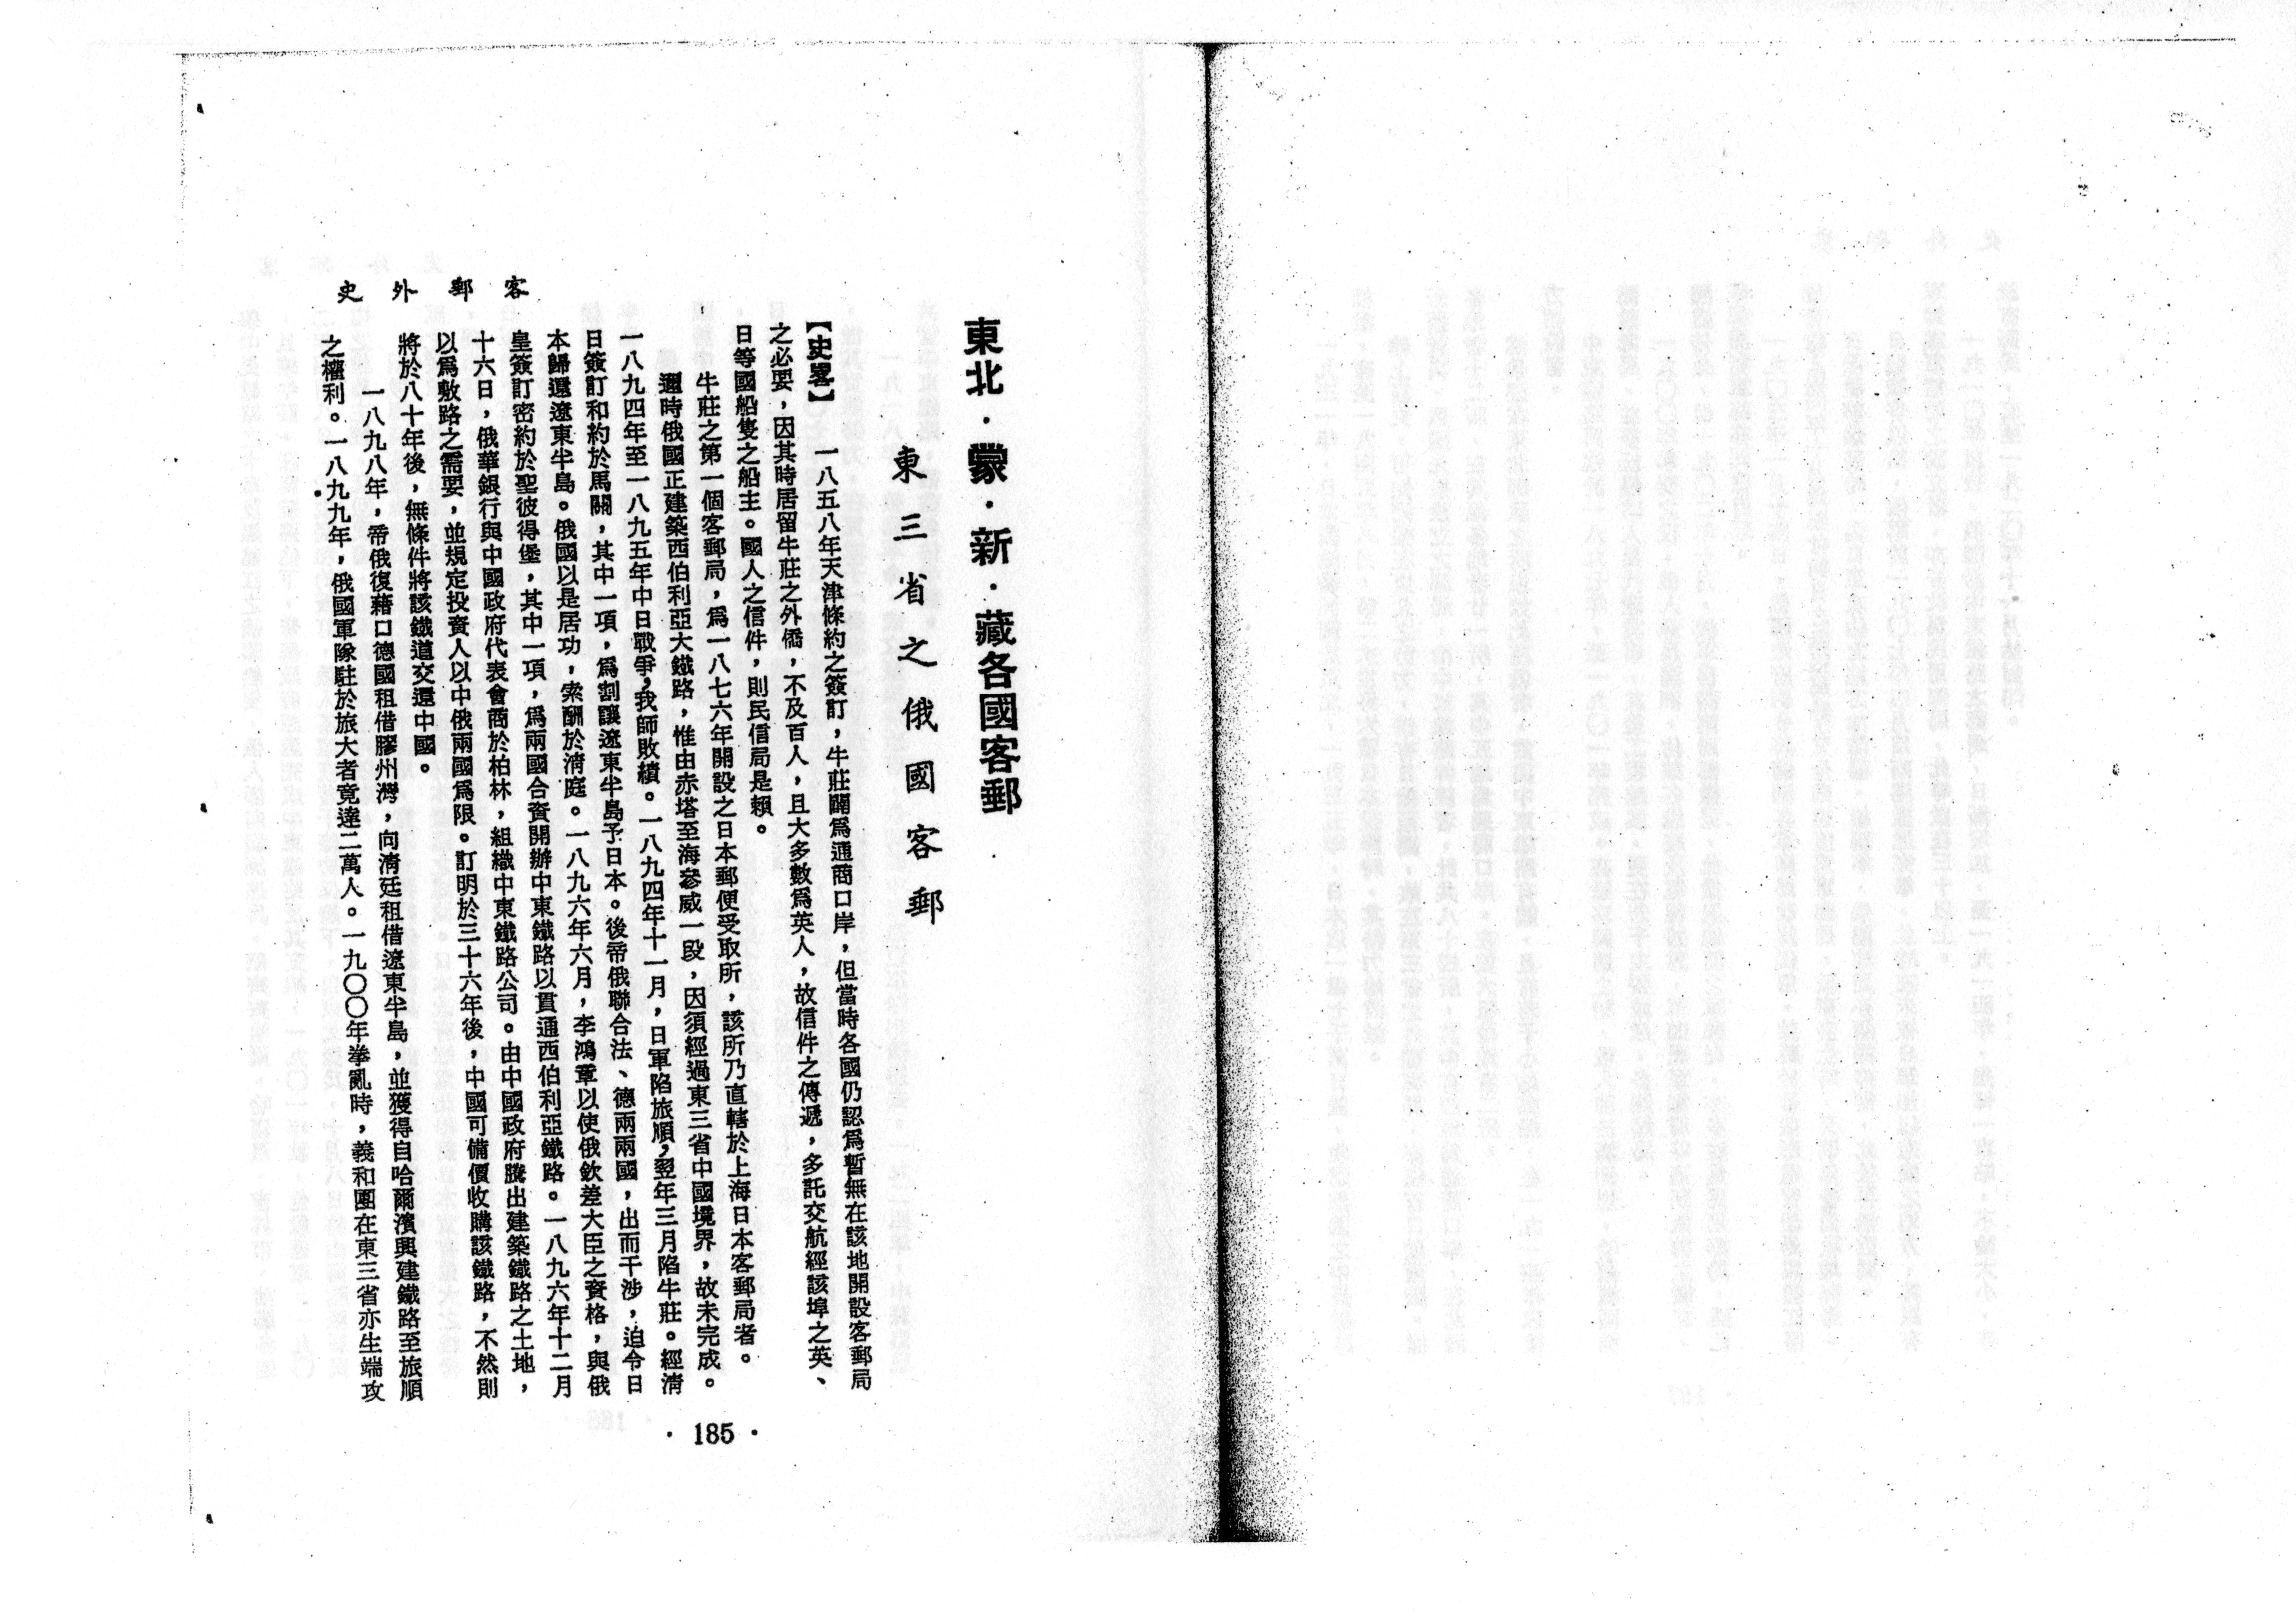 東北．蒙．新．藏各國客郵
東三省之俄國客郵
【史畧】　一八五八年天津條約之簽訂，牛莊闢爲通商口岸，但當時各國仍認爲暫無在該地開設客郵局
之必要，因其時居留牛莊之外僑，不及百人，且大多數爲英人，故信件之傳遞，多託交航經該埠之英、
日等國船隻之船主。國人之信件，則民信局是賴。
牛莊之第一個客郵局，爲一八七六年開設之日本郵便受取所，該所乃直轄於上海日本客郵局者。
邇時俄國正建築西伯利亞大鐵路，惟由赤塔至海參威一段，因須經過東三省中國境界，故未完成。
一八九四年至一八九五年中日戰爭，我師敗績。一八九四年十一月，日軍陷旅順，翌年三月陷牛莊。經淸
日簽訂和約於馬關，其中一項，爲割讓遼東半島予日本。後帝俄聯合法、德兩兩國，出而干涉，迫令日
本歸還遼東半島。俄國以是居功，索酬於淸庭。一八九六年六月，李鴻章以使俄欽差大臣之資格，與俄
皇簽訂密約於聖彼得堡，其中一項，爲兩國合資開辦中東鐵路以貫通西伯利亞鐵路。一八九六年十二月
十六日，俄華銀行與中國政府代表會商於柏林，組織中東鐵路公司。由中國政府騰出建築鐵路之土地，
以爲敷路之需要，並規定投資人以中俄兩國爲限。訂明於三十六年後，中國可備價收購該鐵路，不然則
將於八十年後，無條件將該鐵道交還中國。
一八九八年，帝俄復藉口德國租借膠州灣，向淸廷租借遼東半島，並獲得自哈爾濱興建鐵路至旅順
之權利。一八九九年，俄國軍隊駐於旅大者竟達二萬人。一九〇〇年拳亂時，義和團在東三省亦生端攻
客郵外史
· 185 ·